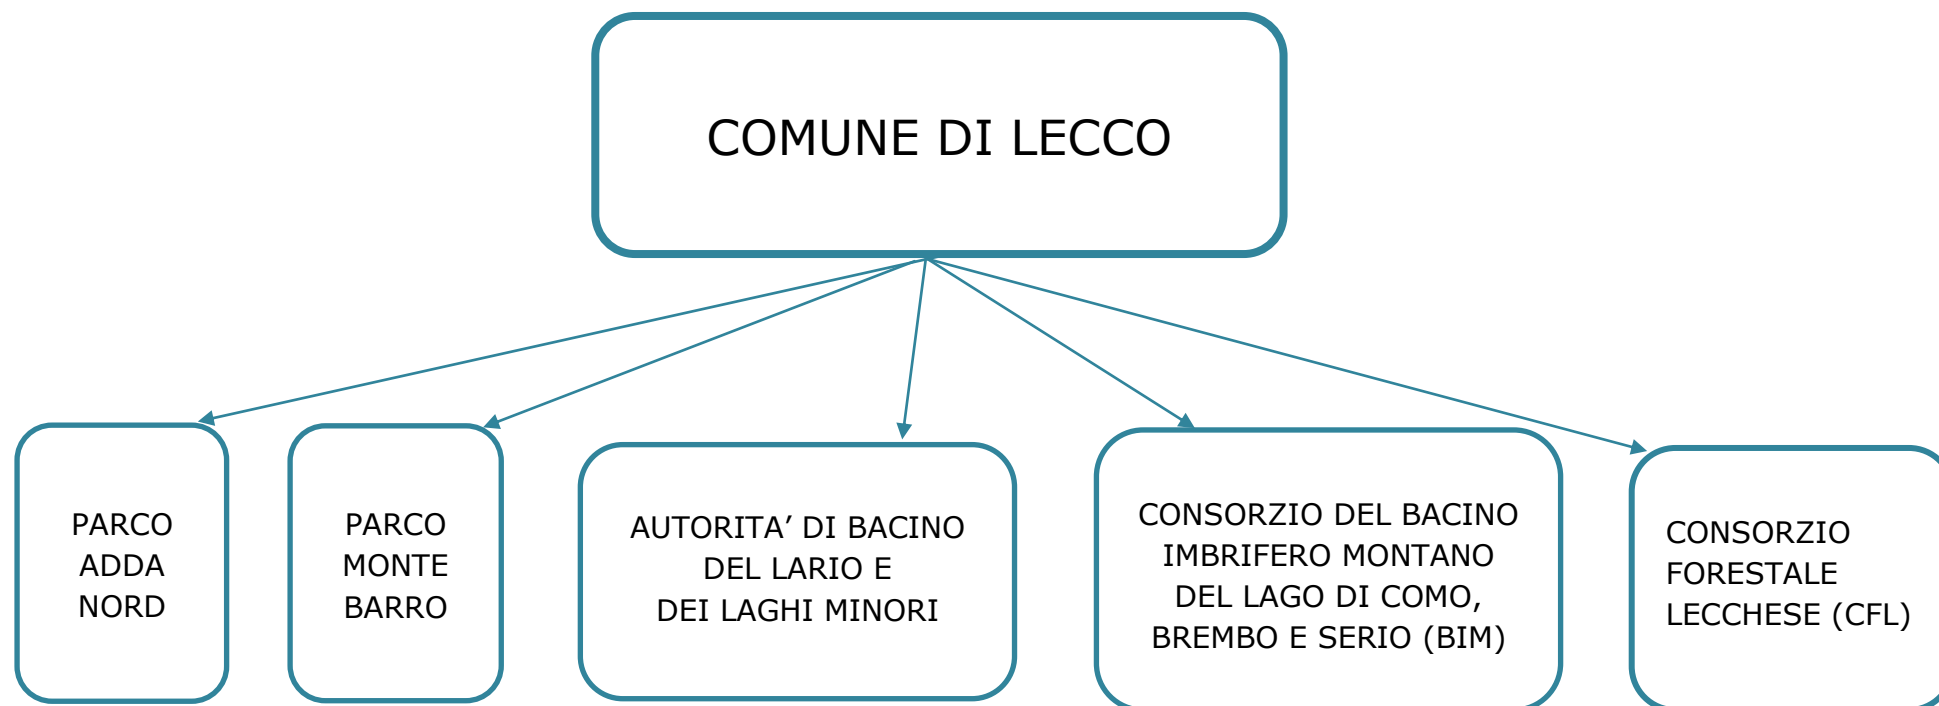 COMUNE DI LECCO
PARCO
ADDA
NORD
PARCO
MONTE
BARRO
AUTORITA’ DI BACINO
DEL LARIO E
DEI LAGHI MINORI
CONSORZIO DEL BACINO
IMBRIFERO MONTANO
DEL LAGO DI COMO,
BREMBO E SERIO (BIM)
CONSORZIO
FORESTALE
LECCHESE (CFL)